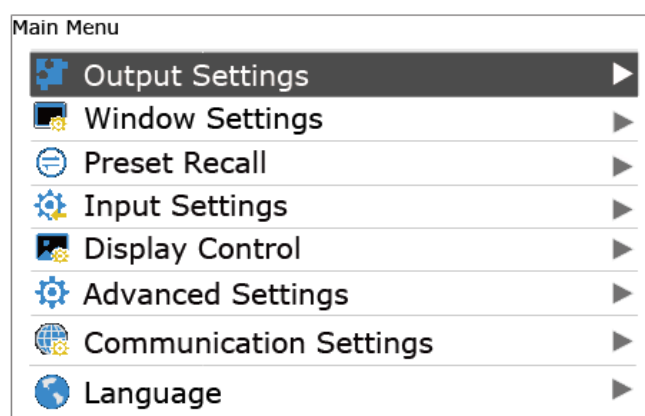 Main Menu
Output Settings
Window Settings
Preset Recall
Input Settings
Display Control
Advanced Settings
Communication Settings
Language